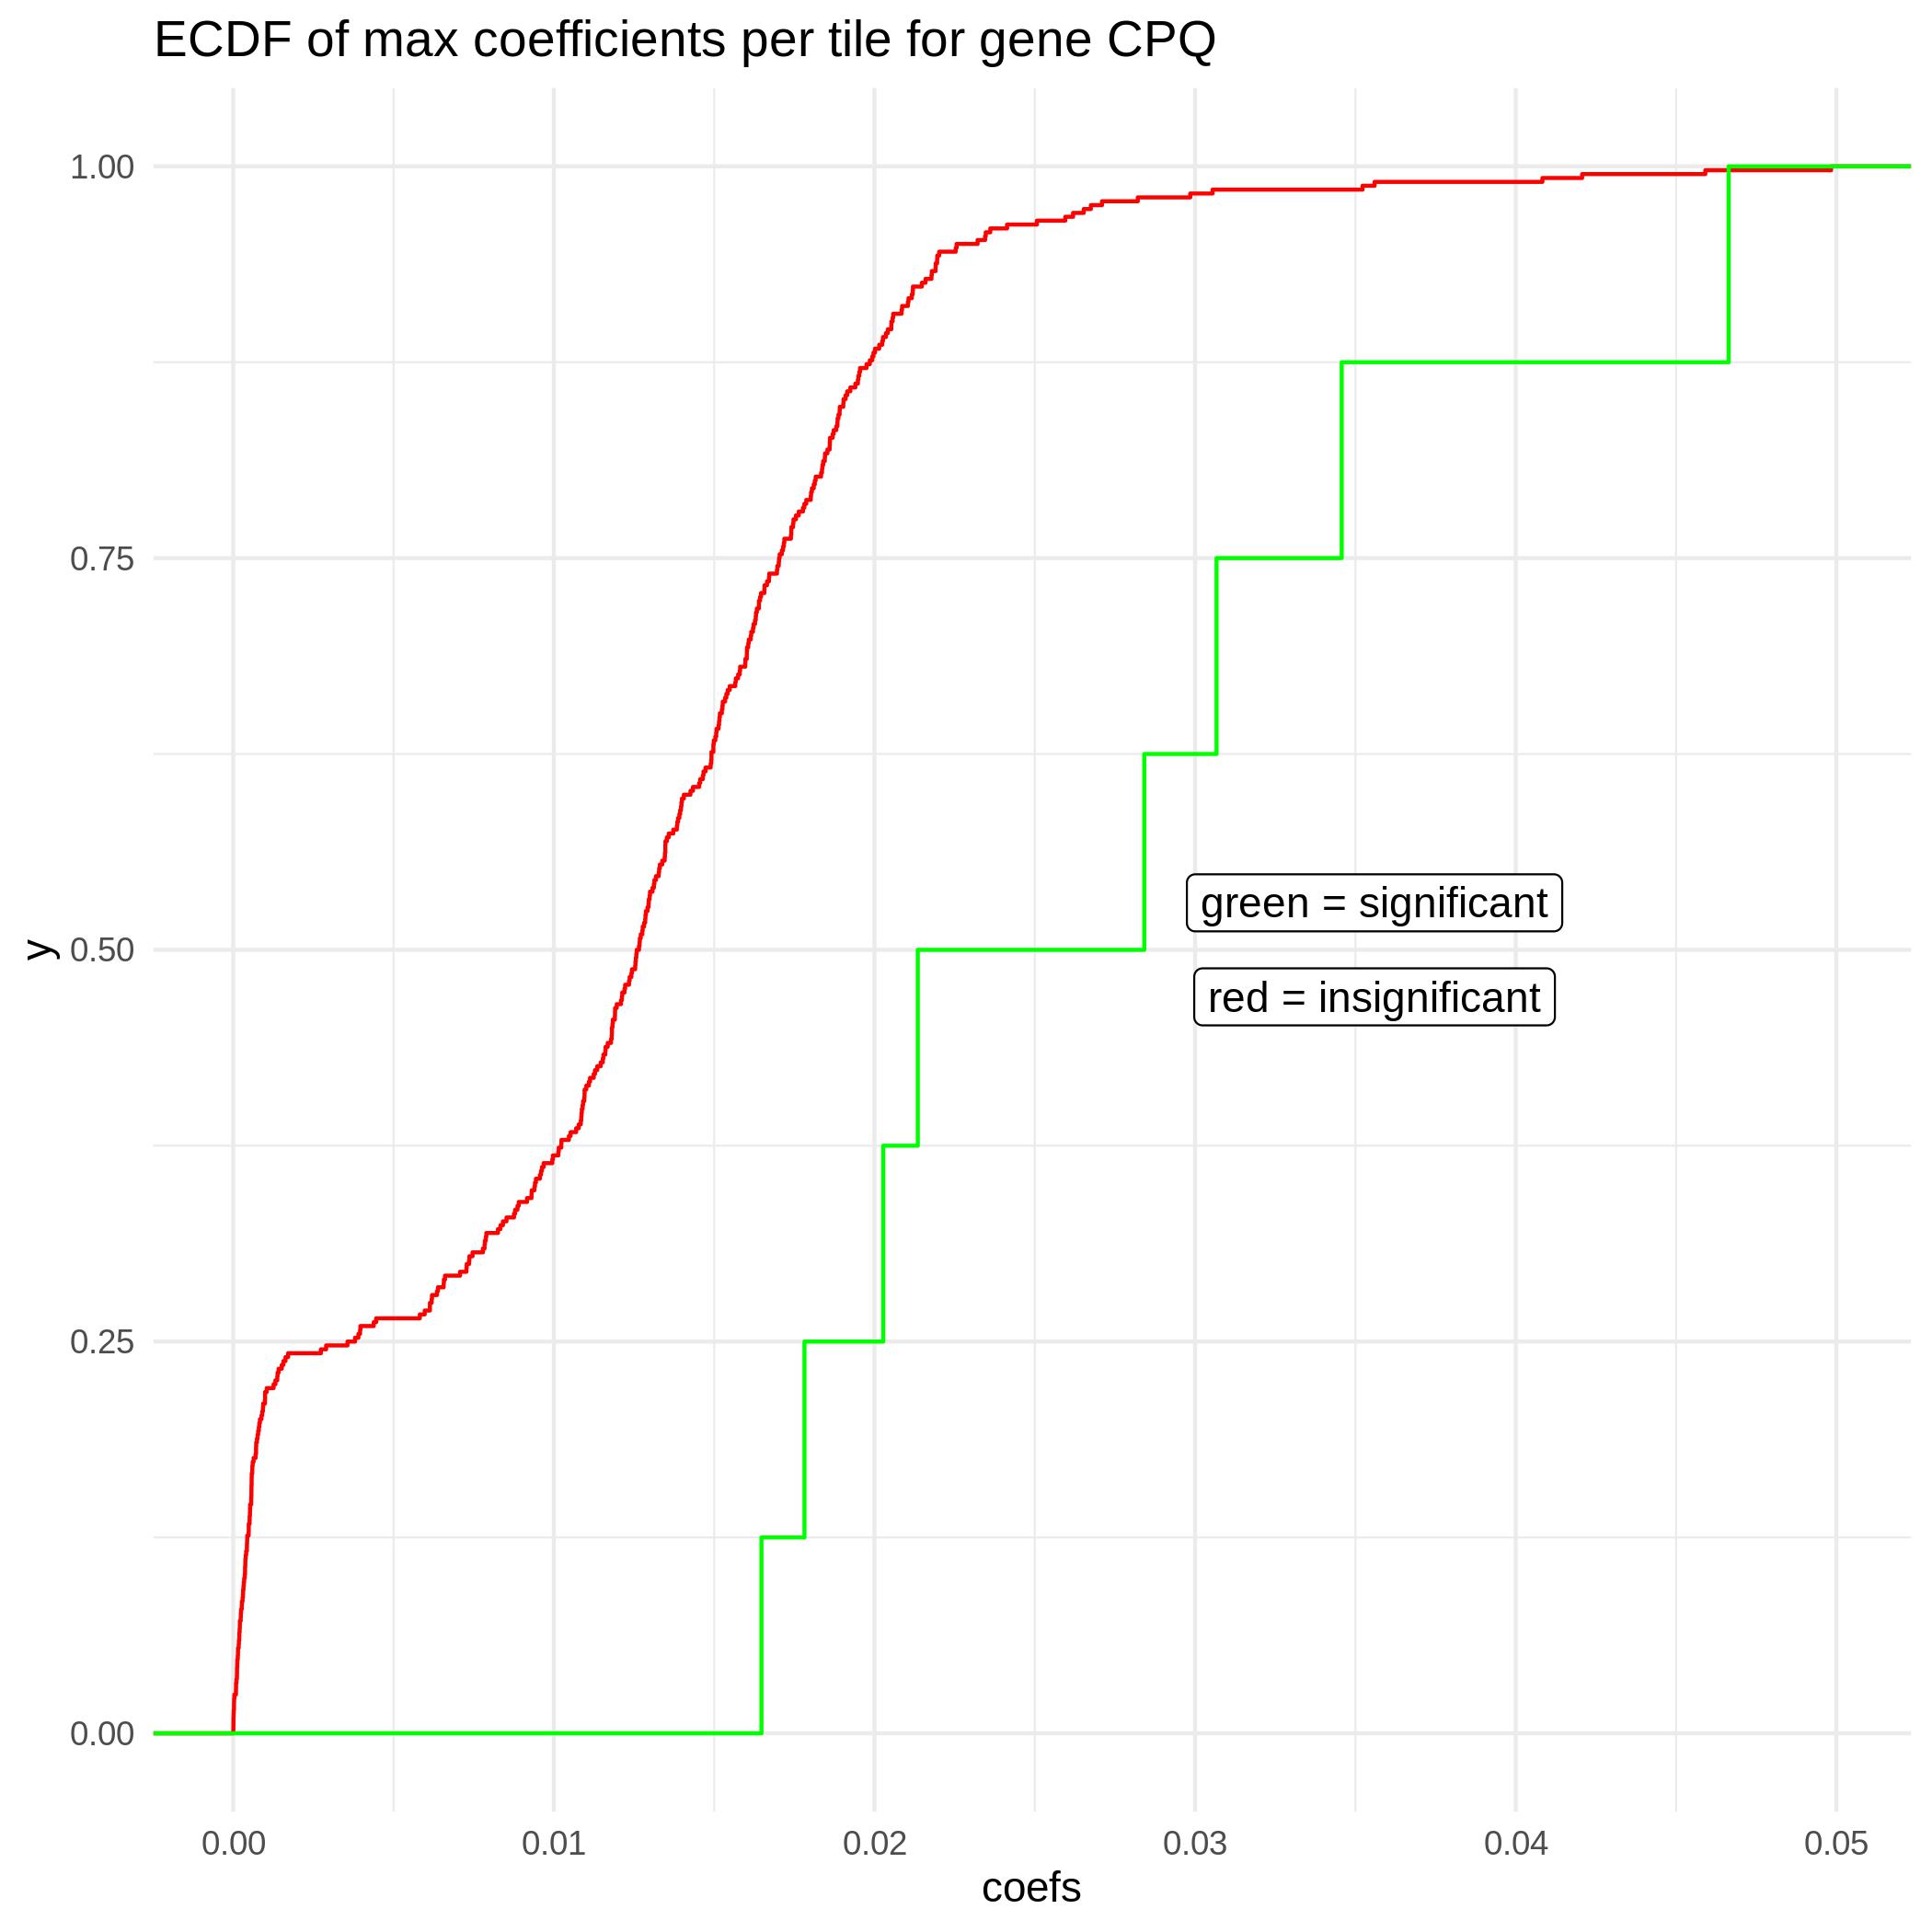 ECDF of max coefficients per tile for gene CPQ
1.00
0.75
0.50
0.25
0.00
y
green = significant
red = insignificant
0.00 0.01 0.02 0.03 0.04 0.05
coefs